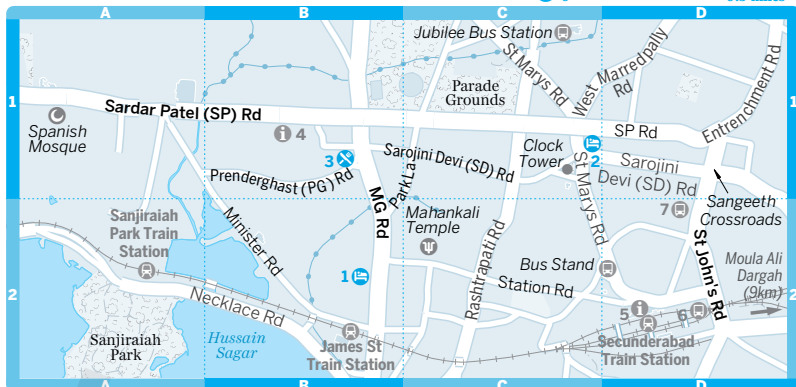 A
B
C
D
Jubilee Bus Station
St Marys Rd
West Marredpally
Rd
Entrenchment Rd
Parade
Grounds
1
1
Sardar Patel (SP) Rd
SP Rd
Spanish
Mosque
4
3
Clock
Tower
2
Sarojini Devi (SD) Rd
Sarojini
Devi (SD) Rd
Prenderghast (PG) Rd
MG Rd
Park La
St Marys Rd
Sangeeth
Crossroads
7
Sanjiraiah
Park Train
Station
Minister Rd
Mahankali
Temple
Rashtrapati Rd
St John's Rd
Moula Ali
Dargah
(9km)
Bus Stand
2
2
1
Station Rd
Necklace Rd
5
6
Sanjiraiah
Park
Hussain
Sagar
James St
Train Station
Secunderabad
Train Station
A
B
C
D